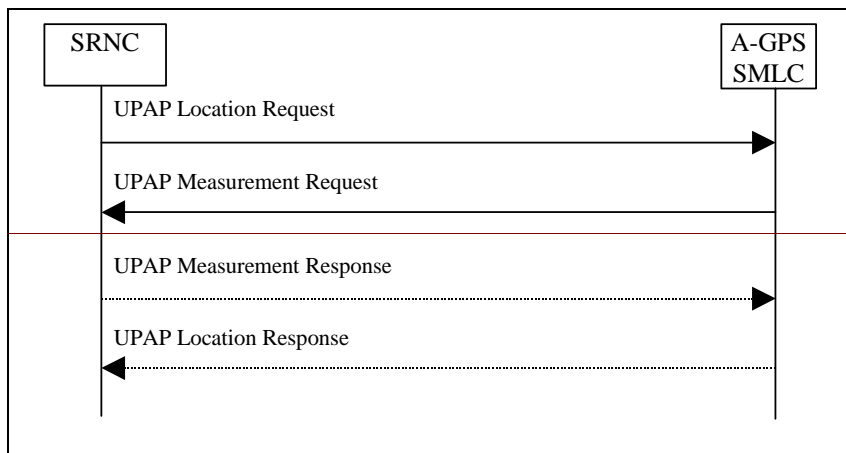 SRNC
A-GPS
SMLC
UPAP Location Request
UPAP Measurement Request
UPAP Measurement Response
UPAP Location Response